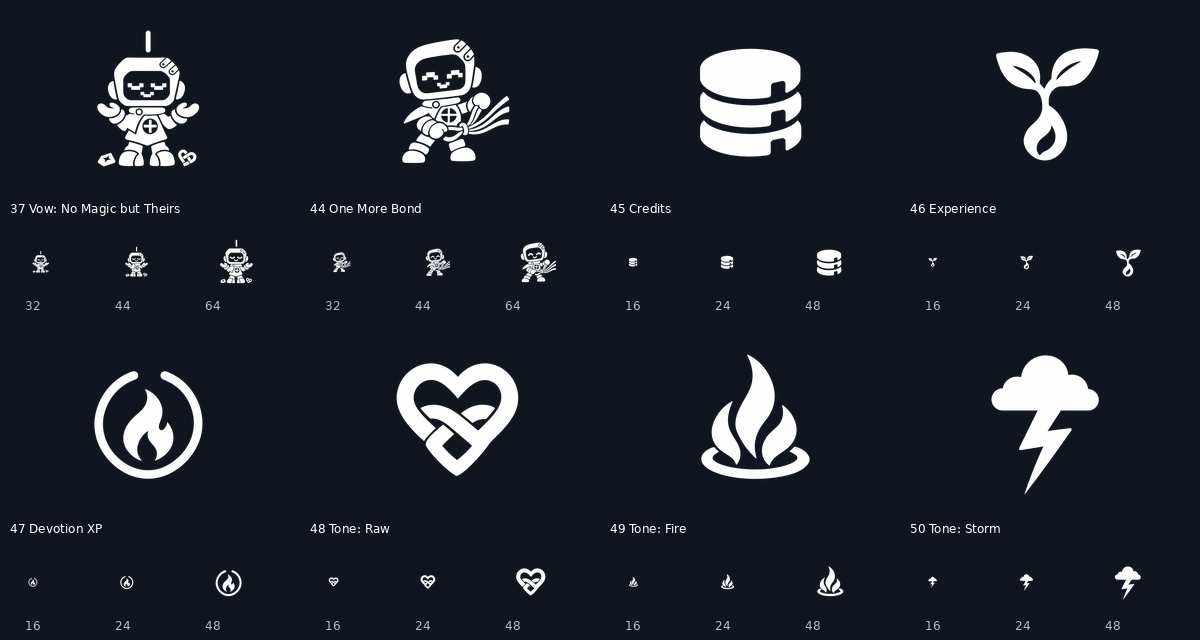 37 Vow: No Magic but Theirs
44 One More Bond
45 Credits
46 Experience
32 44 64
32 44 64
16 24 48
16 24 48
47 Devotion XP
48 Tone: Raw
49 Tone: Fire
50 Tone: Storm
16 24 48
16 24 48
16 24 48
16 24 48